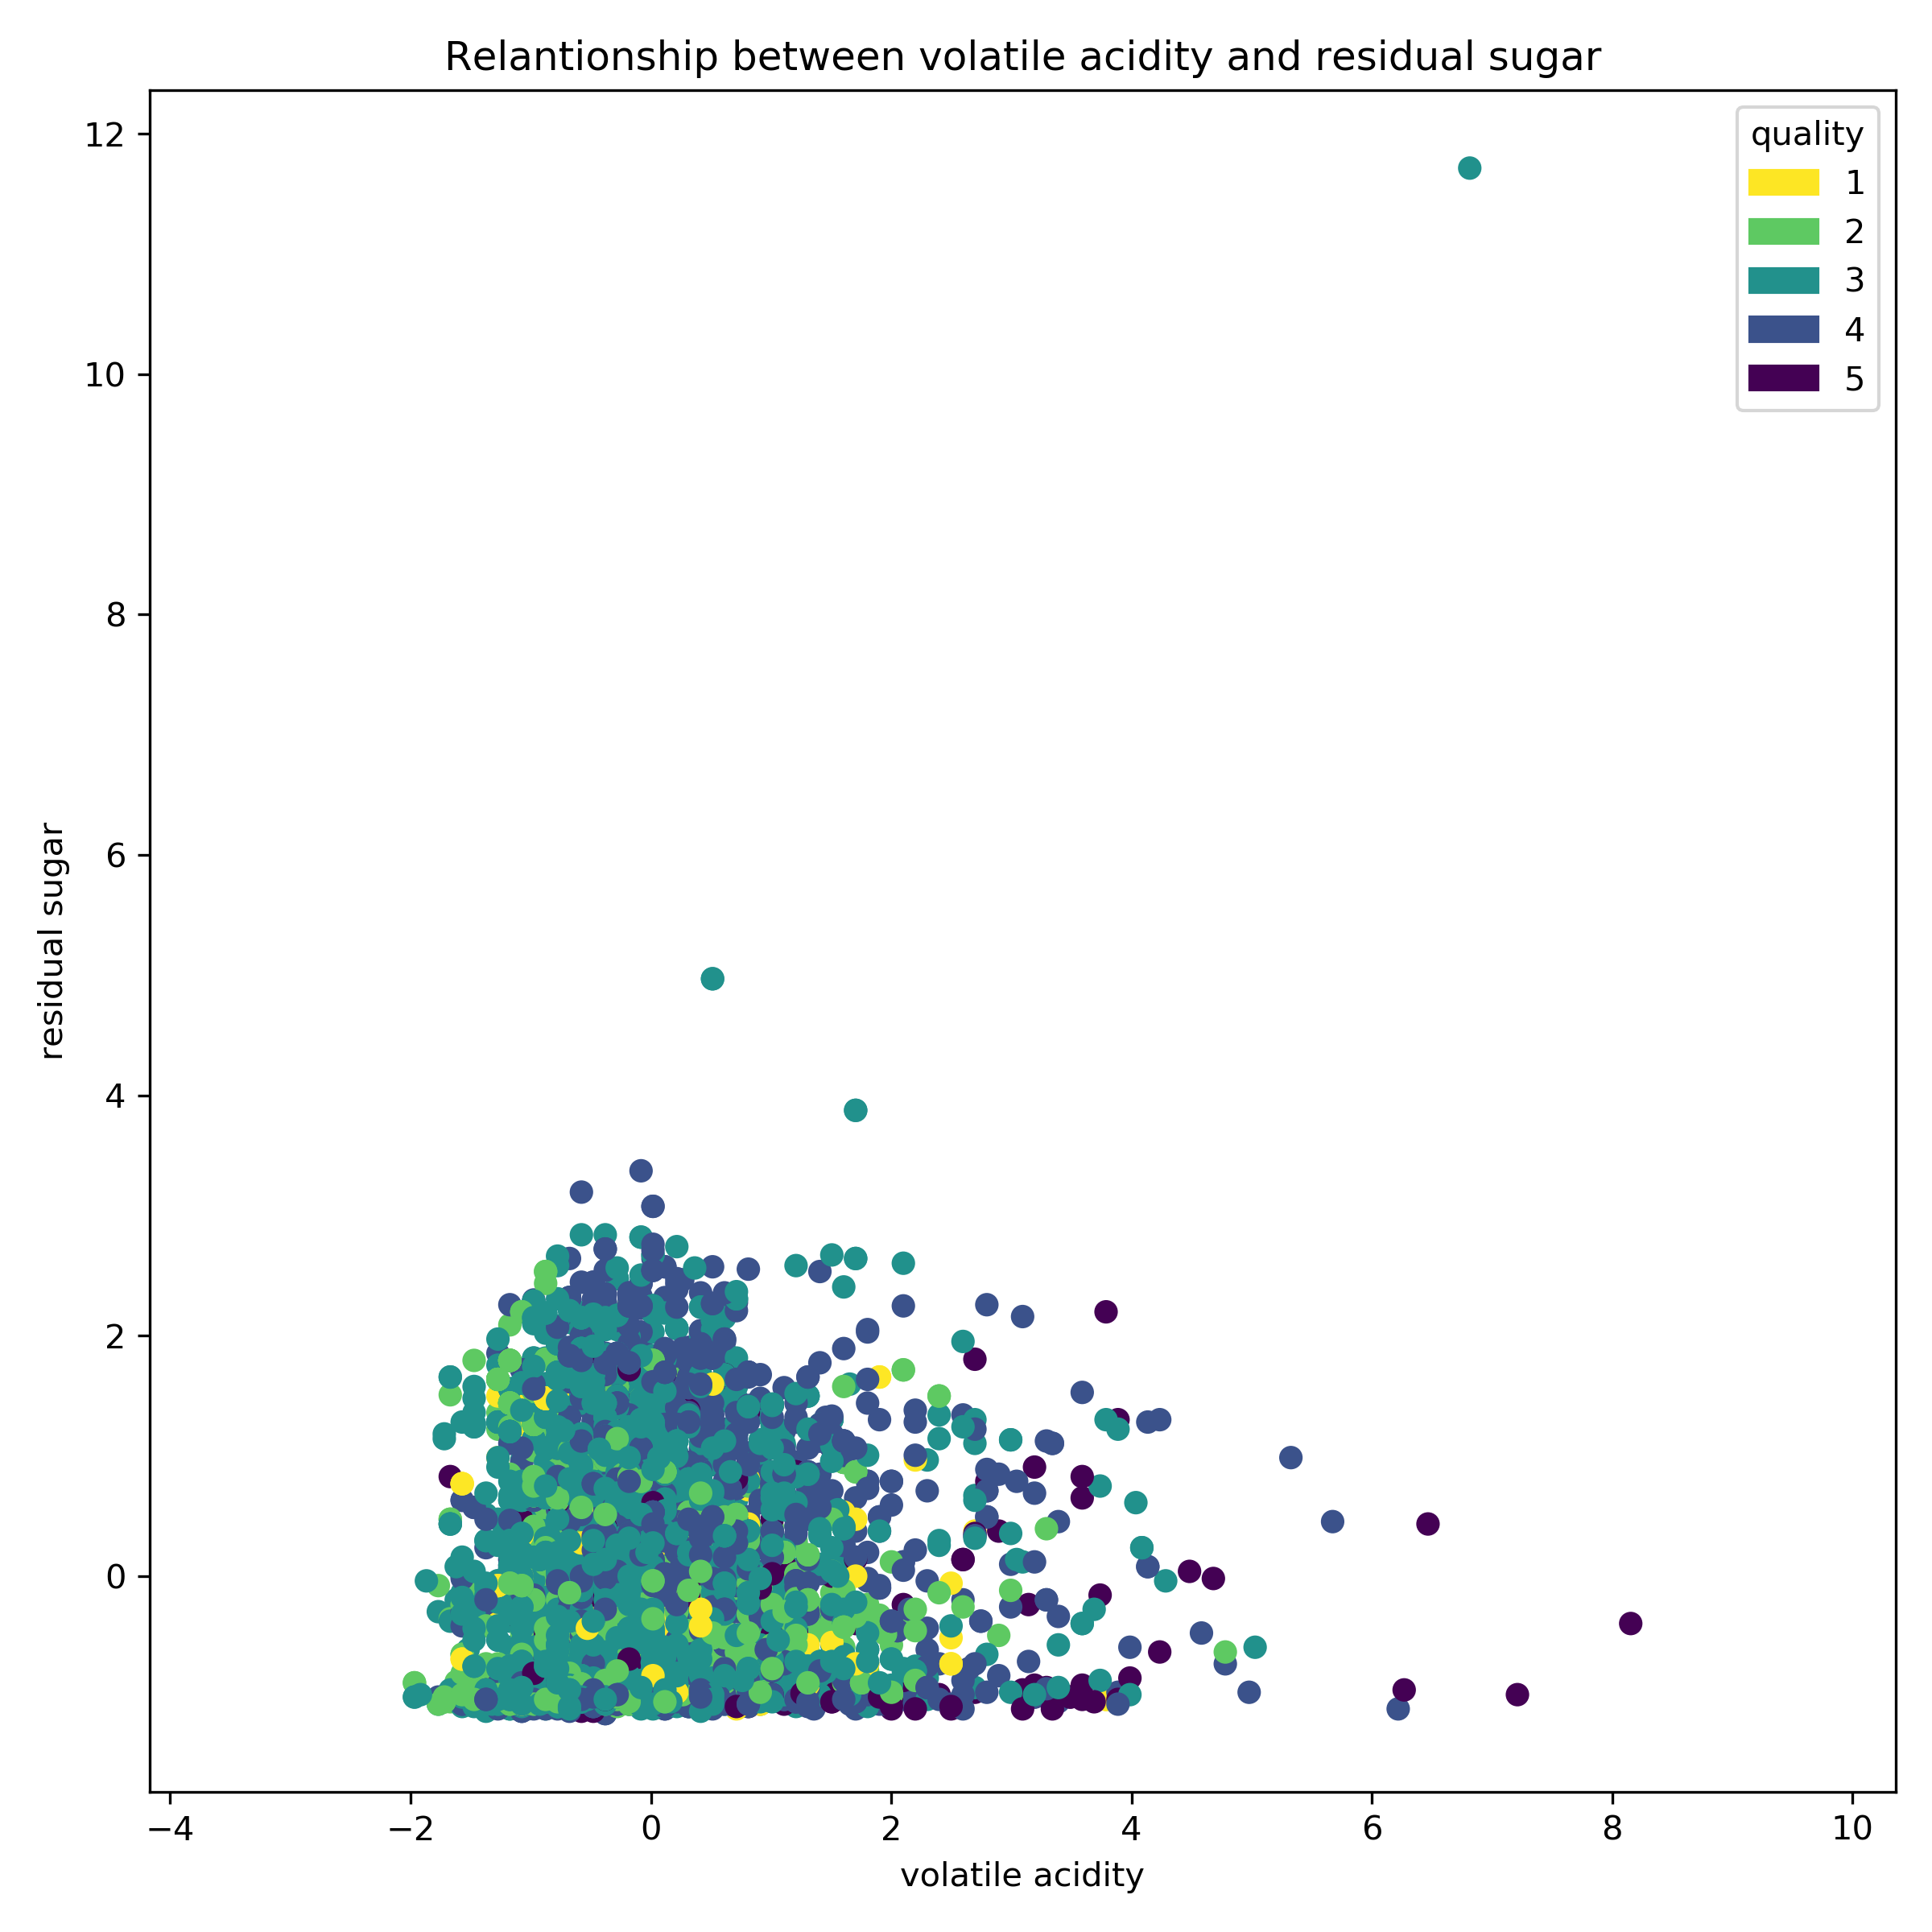 Relantionship between volatile acidity and residual sugar
quality
1
2
3
4
5
12
10
8
6
4
2
0
residual sugar
−4 −2 0 2 4 6 8 10
volatile acidity